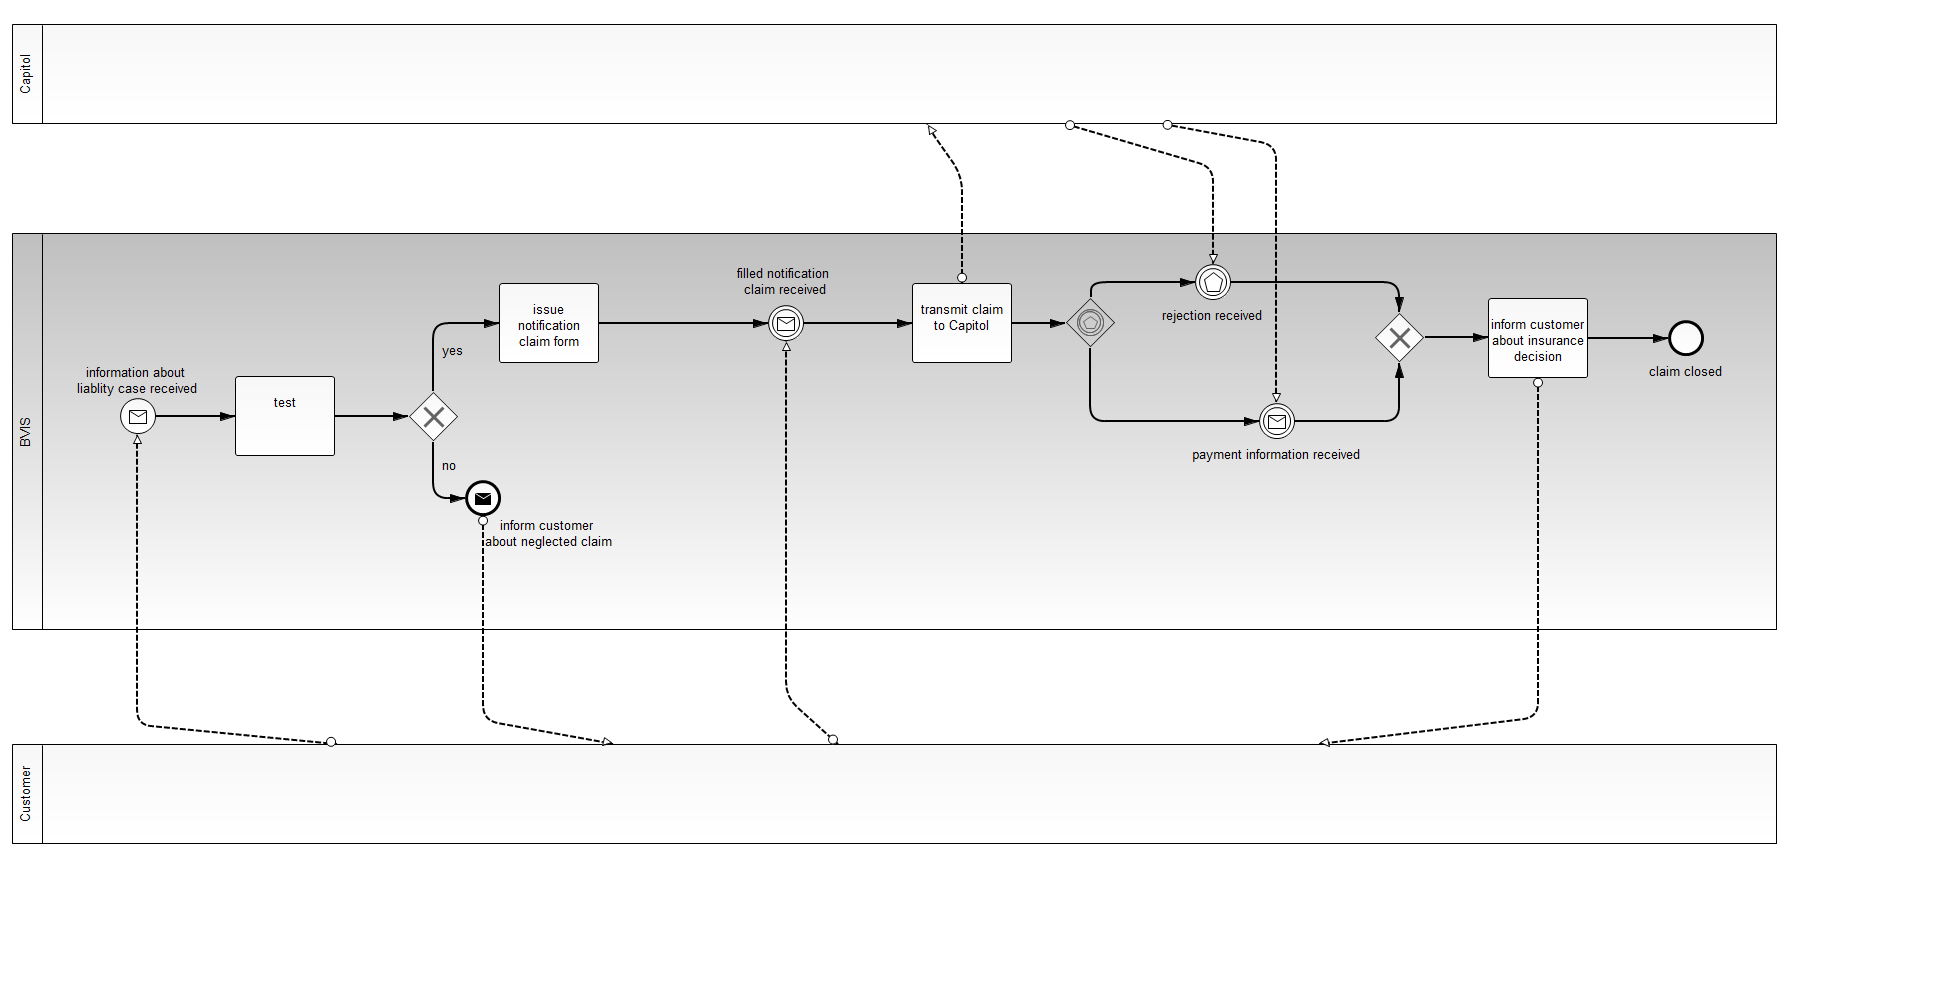 Capitol
BVIS
information about
liablity case received
test
yes
no
issue
notification
claim form
inform customer
about neglected claim
filled notification
claim received
transmit claim
to Capitol
rejection received
payment information received
inform customer
about insurance
decision
claim closed
Customer